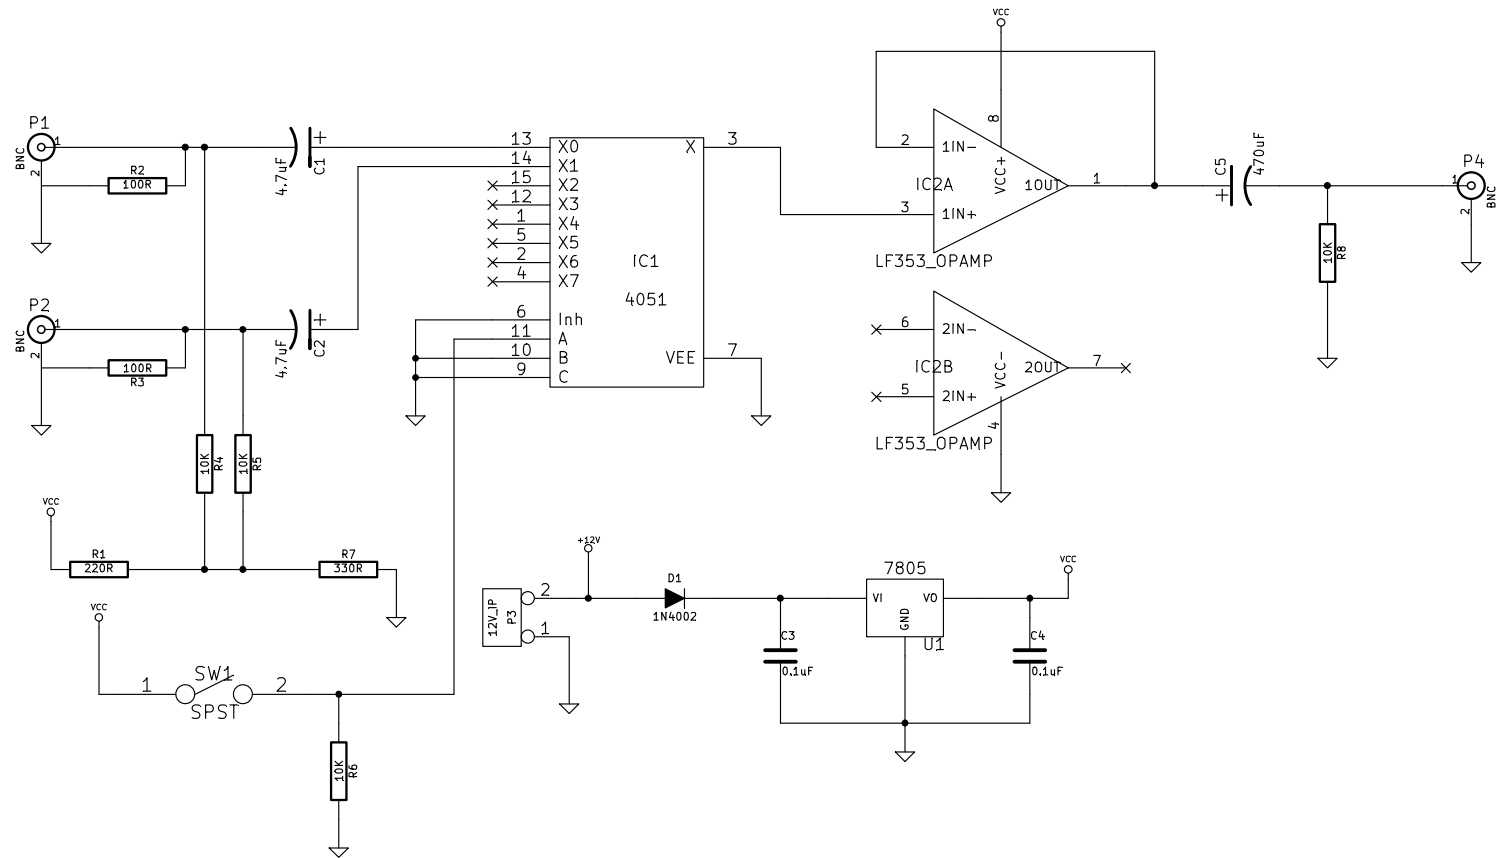 VCC
P1
1
BNC
2
R2
100R
4.7uF
+
C1
13 X0
14 X1
15 X2
12 X3
1 X4
5 X5
2 X6
4 X7
6 Inh
11 A
10 B
9 C
X 3
VEE 7
IC1
4051
2 1IN-
3 1IN+
8
VCC+
IC2A
1OUT 1
LF353_OPAMP
C5
+
470uF
P4
1
BNC
2
10K
R8
P2
1
BNC
2
100R
R3
4.7uF
+
C2
6 2IN-
5 2IN+
VCC-
4
IC2B
2OUT 7
LF353_OPAMP
10K
R4
10K
R5
VCC
R1
220R
R7
330R
VCC
1
SW1
SPST
2
10K
R6
12V_IP
P3
2
1
+12V
D1
1N4002
7805
VI
VO
GND
U1
C3
0.1uF
C4
0.1uF
VCC